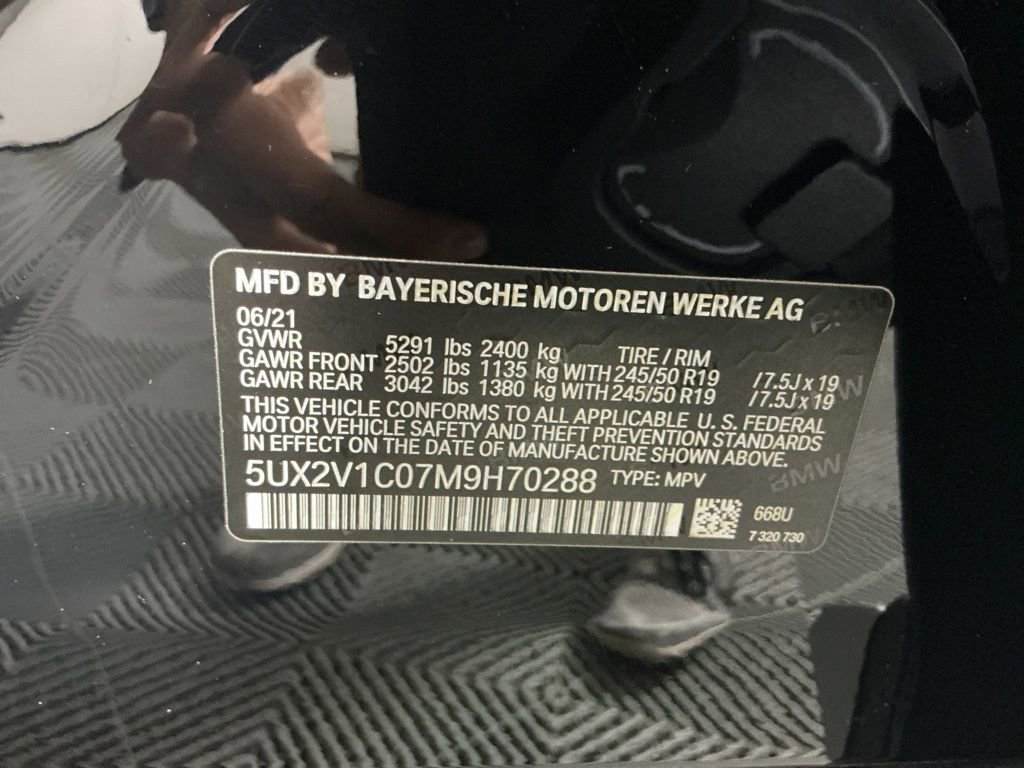 MFD BY BAYERISCHE MOTOREN WERKE AG
06/21
GVWR 5291 lbs 2400 kg TIRE / RIM
GAWR FRONT 2502 lbs 1135 kg WITH 245/50 R19 / 7.5J x 19
GAWR REAR 3042 lbs 1380 kg WITH 245/50 R19 / 7.5J x 19
THIS VEHICLE CONFORMS TO ALL APPLICABLE U. S. FEDERAL
MOTOR VEHICLE SAFETY AND THEFT PREVENTION STANDARDS
IN EFFECT ON THE DATE OF MANUFACTURE SHOWN ABOVE.
5UX2V1C07M9H70288 TYPE: MPV
668U
7 320 730
BMW
BMW
BMW